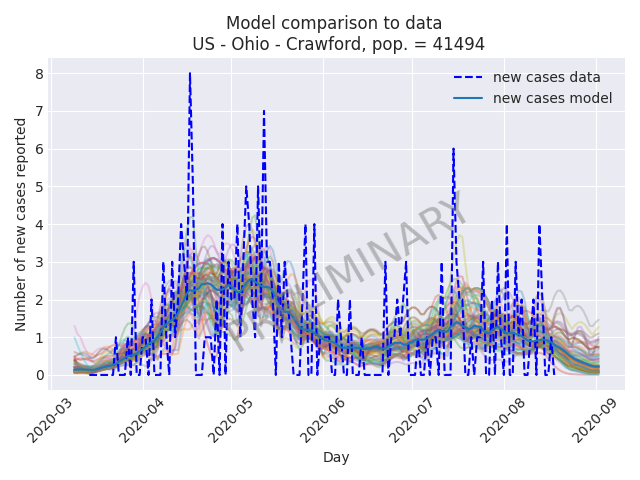 Model comparison to data
US - Ohio - Crawford, pop. = 41494
new cases data
new cases model
PRELIMINARY
Number of new cases reported
8
7
6
5
4
3
2
1
0
2020-03
2020-04
2020-05
2020-06
2020-07
2020-08
2020-09
Day